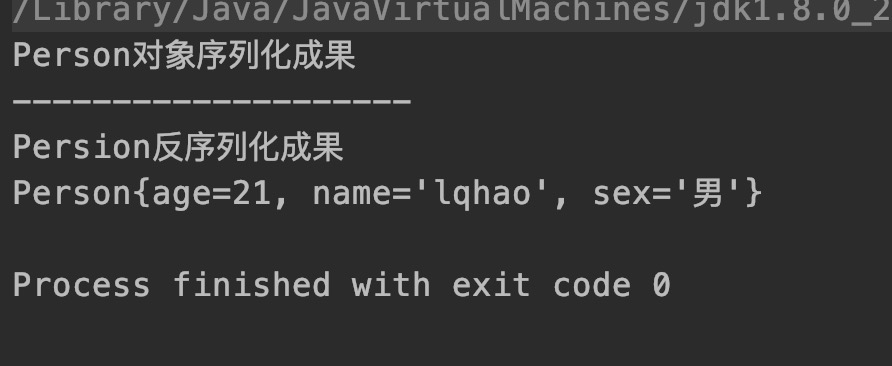 /Library/Java/JavaVirtualMachines/jdk1.8.0_2
Person对象序列化成果
--------------------
Persion反序列化成果
Person{age=21, name='lqhao', sex='男'}
Process finished with exit code 0